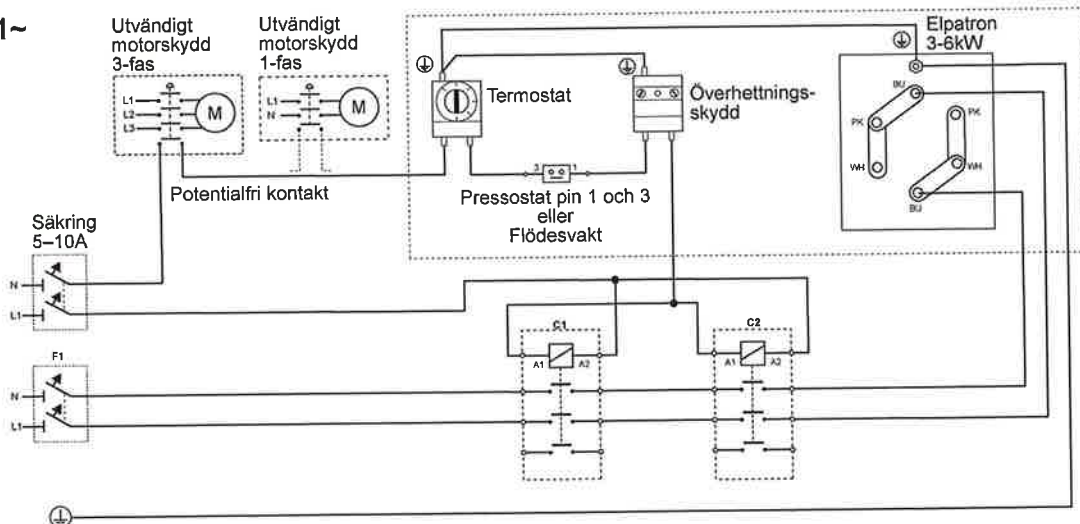 1~
Utvändigt
motorskydd
3-fas
Utvändigt
motorskydd
1-fas
Elpatron
3-6kW
L1
L2
L3
M
L1
N
M
Termostat
Överhettnings-
skydd
BU
PK
WH
PK
WH
BU
Potentialfri kontakt
3
1
Pressostat pin 1 och 3
eller
Flödesvakt
Säkring
5–10A
N
L1
C1
C2
A1
A2
A1
A2
F1
N
L1